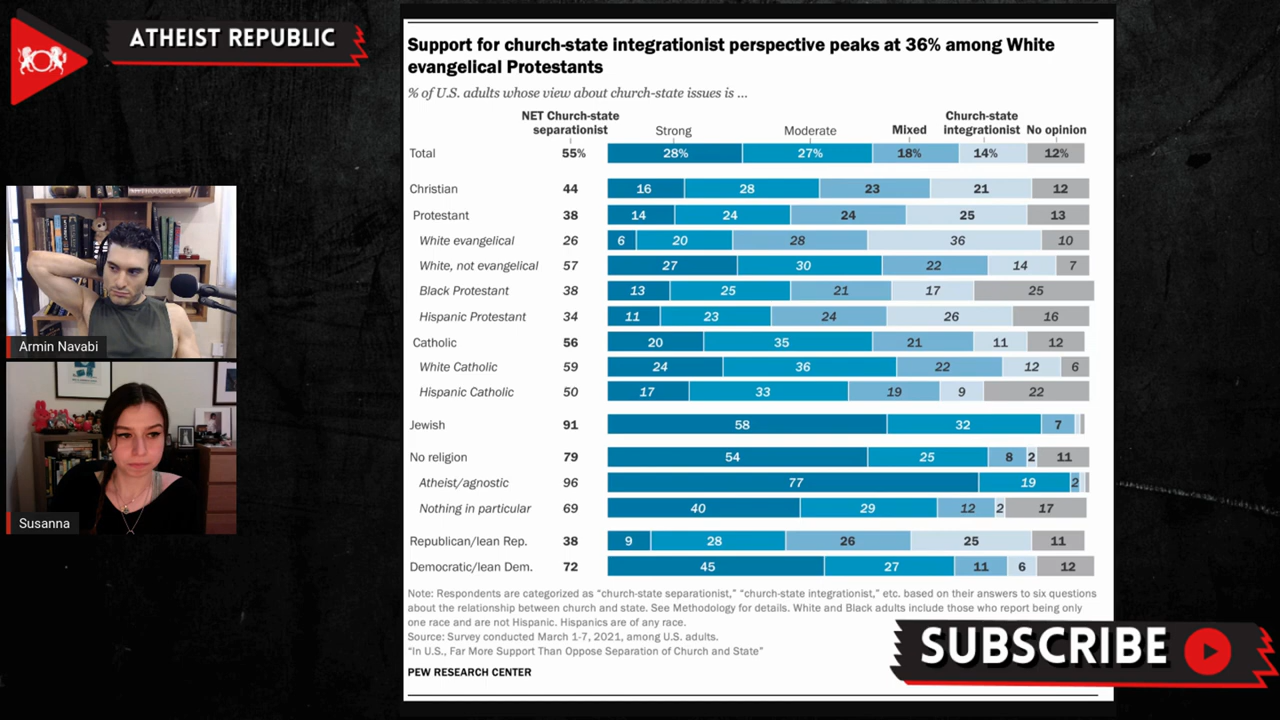 ATHEIST REPUBLIC
Support for church-state integrationist perspective peaks at 36% among White
evangelical Protestants
% of U.S. adults whose view about church-state issues is ...
NET Church-state separationist Strong Moderate Mixed Church-state integrationist No opinion
Total 55% 28% 27% 18% 14% 12%
Christian 44 16 28 23 21 12
Protestant 38 14 24 24 25 13
White evangelical 26 6 20 28 36 10
White, not evangelical 57 27 30 22 14 7
Black Protestant 38 13 25 21 17 25
Hispanic Protestant 34 11 23 24 26 16
Catholic 56 20 35 21 11 12
White Catholic 59 24 36 22 12 6
Hispanic Catholic 50 17 33 19 9 22
Jewish 91 58 32 7
No religion 79 54 25 8 2 11
Atheist/agnostic 96 77 19 2
Nothing in particular 69 40 29 12 2 17
Republican/lean Rep. 38 9 28 26 25 11
Democratic/lean Dem. 72 45 27 11 6 12
Note: Respondents are categorized as “church-state separationist,” “church-state integrationist,” etc. based on their answers to six questions
about the relationship between church and state. See Methodology for details. White and Black adults include those who report being only
one race and are not Hispanic. Hispanics are of any race.
Source: Survey conducted March 1-7, 2021, among U.S. adults.
“In U.S., Far More Support Than Oppose Separation of Church and State”
PEW RESEARCH CENTER
Armin Navabi
Susanna
SUBSCRIBE